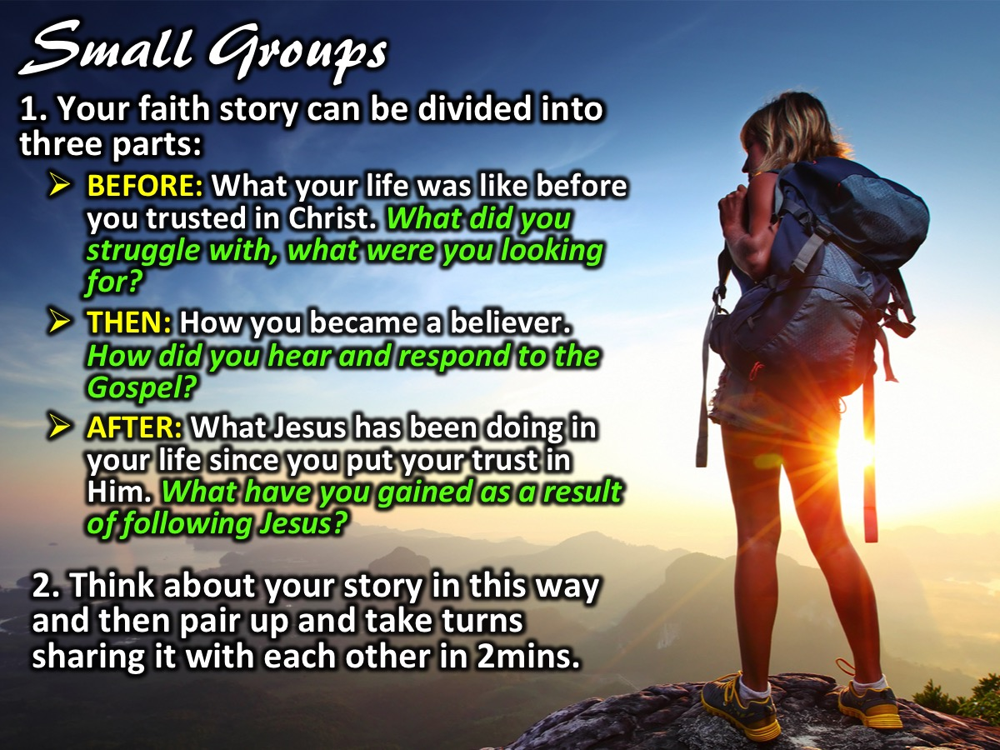 Small Groups
1. Your faith story can be divided into
three parts:
➢ BEFORE: What your life was like before
you trusted in Christ. What did you
struggle with, what were you looking
for?
➢ THEN: How you became a believer.
How did you hear and respond to the
Gospel?
➢ AFTER: What Jesus has been doing in
your life since you put your trust in
Him. What have you gained as a result
of following Jesus?
2. Think about your story in this way
and then pair up and take turns
sharing it with each other in 2mins.